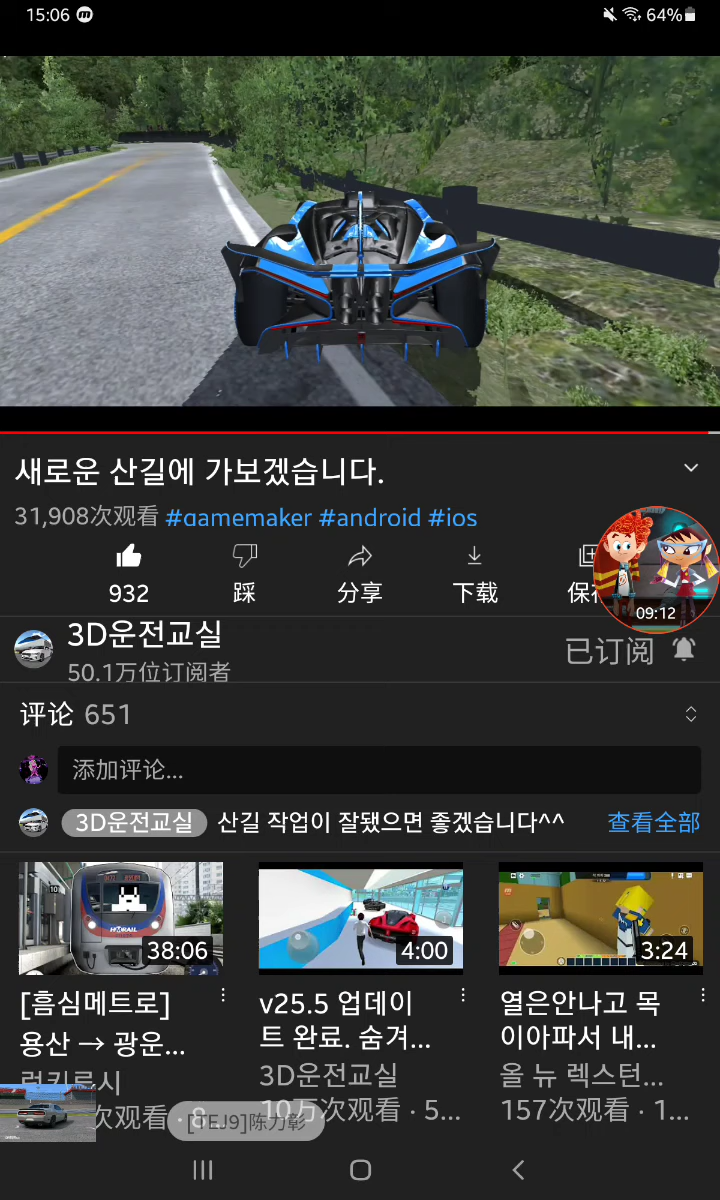 15:06
64%
새로운 산길에 가보겠습니다.
31,908次观看 #gamemaker #android #ios
932
踩
分享
下载
09:12
3D운전교실
50.1万位订阅者
已订阅
评论 651
添加评论...
3D운전교실 산길 작업이 잘됐으면 좋겠습니다^^ 查看全部
38:06
4:00
3:24
[흠심메트로]
용산 → 광운...
v25.5 업데이
트 완료. 숨겨...
3D운전교실
10万次观看 · 5...
열은안나고 목
이아파서 내...
올 뉴 렉스턴...
157次观看 · 1...
[TEJ9]陈力彰